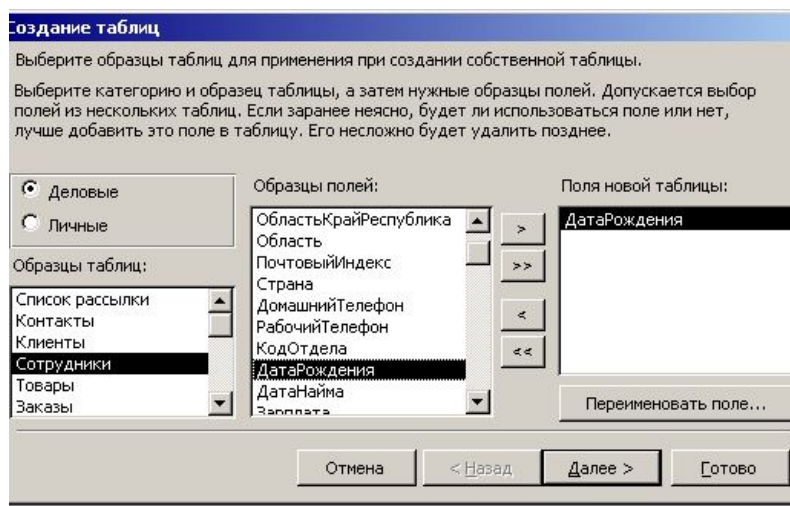 Создание таблиц
Выберите образцы таблиц для применения при создании собственной таблицы.
Выберите категорию и образец таблицы, а затем нужные образцы полей. Допускается выбор
полей из нескольких таблиц. Если заранее неясно, будет ли использоваться поле или нет,
лучше добавить это поле в таблицу. Его несложно будет удалить позднее.
Деловые
Личные
Образцы таблиц:
Список рассылки
Контакты
Клиенты
Сотрудники
Товары
Заказы
Образцы полей:
ОбластьКрайРеспублика
Область
ПочтовыйИндекс
Страна
ДомашнийТелефон
РабочийТелефон
КодОтдела
ДатаРождения
ДатаНайма
Зарплата
>
>>
<
<<
Поля новой таблицы:
ДатаРождения
Переименовать поле...
Отмена
< Назад
Далее >
Готово